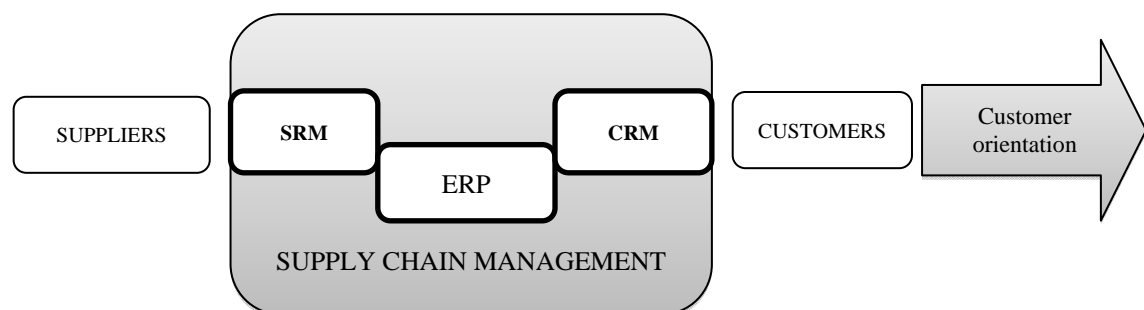 SUPPLIERS
SRM
ERP
CRM
CUSTOMERS
Customer
orientation
SUPPLY CHAIN MANAGEMENT